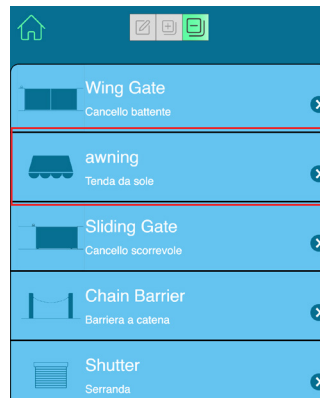 Wing Gate
Cancello battente
awning
Tenda da sole
Sliding Gate
Cancello scorrevole
Chain Barrier
Barriera a catena
Shutter
Serranda